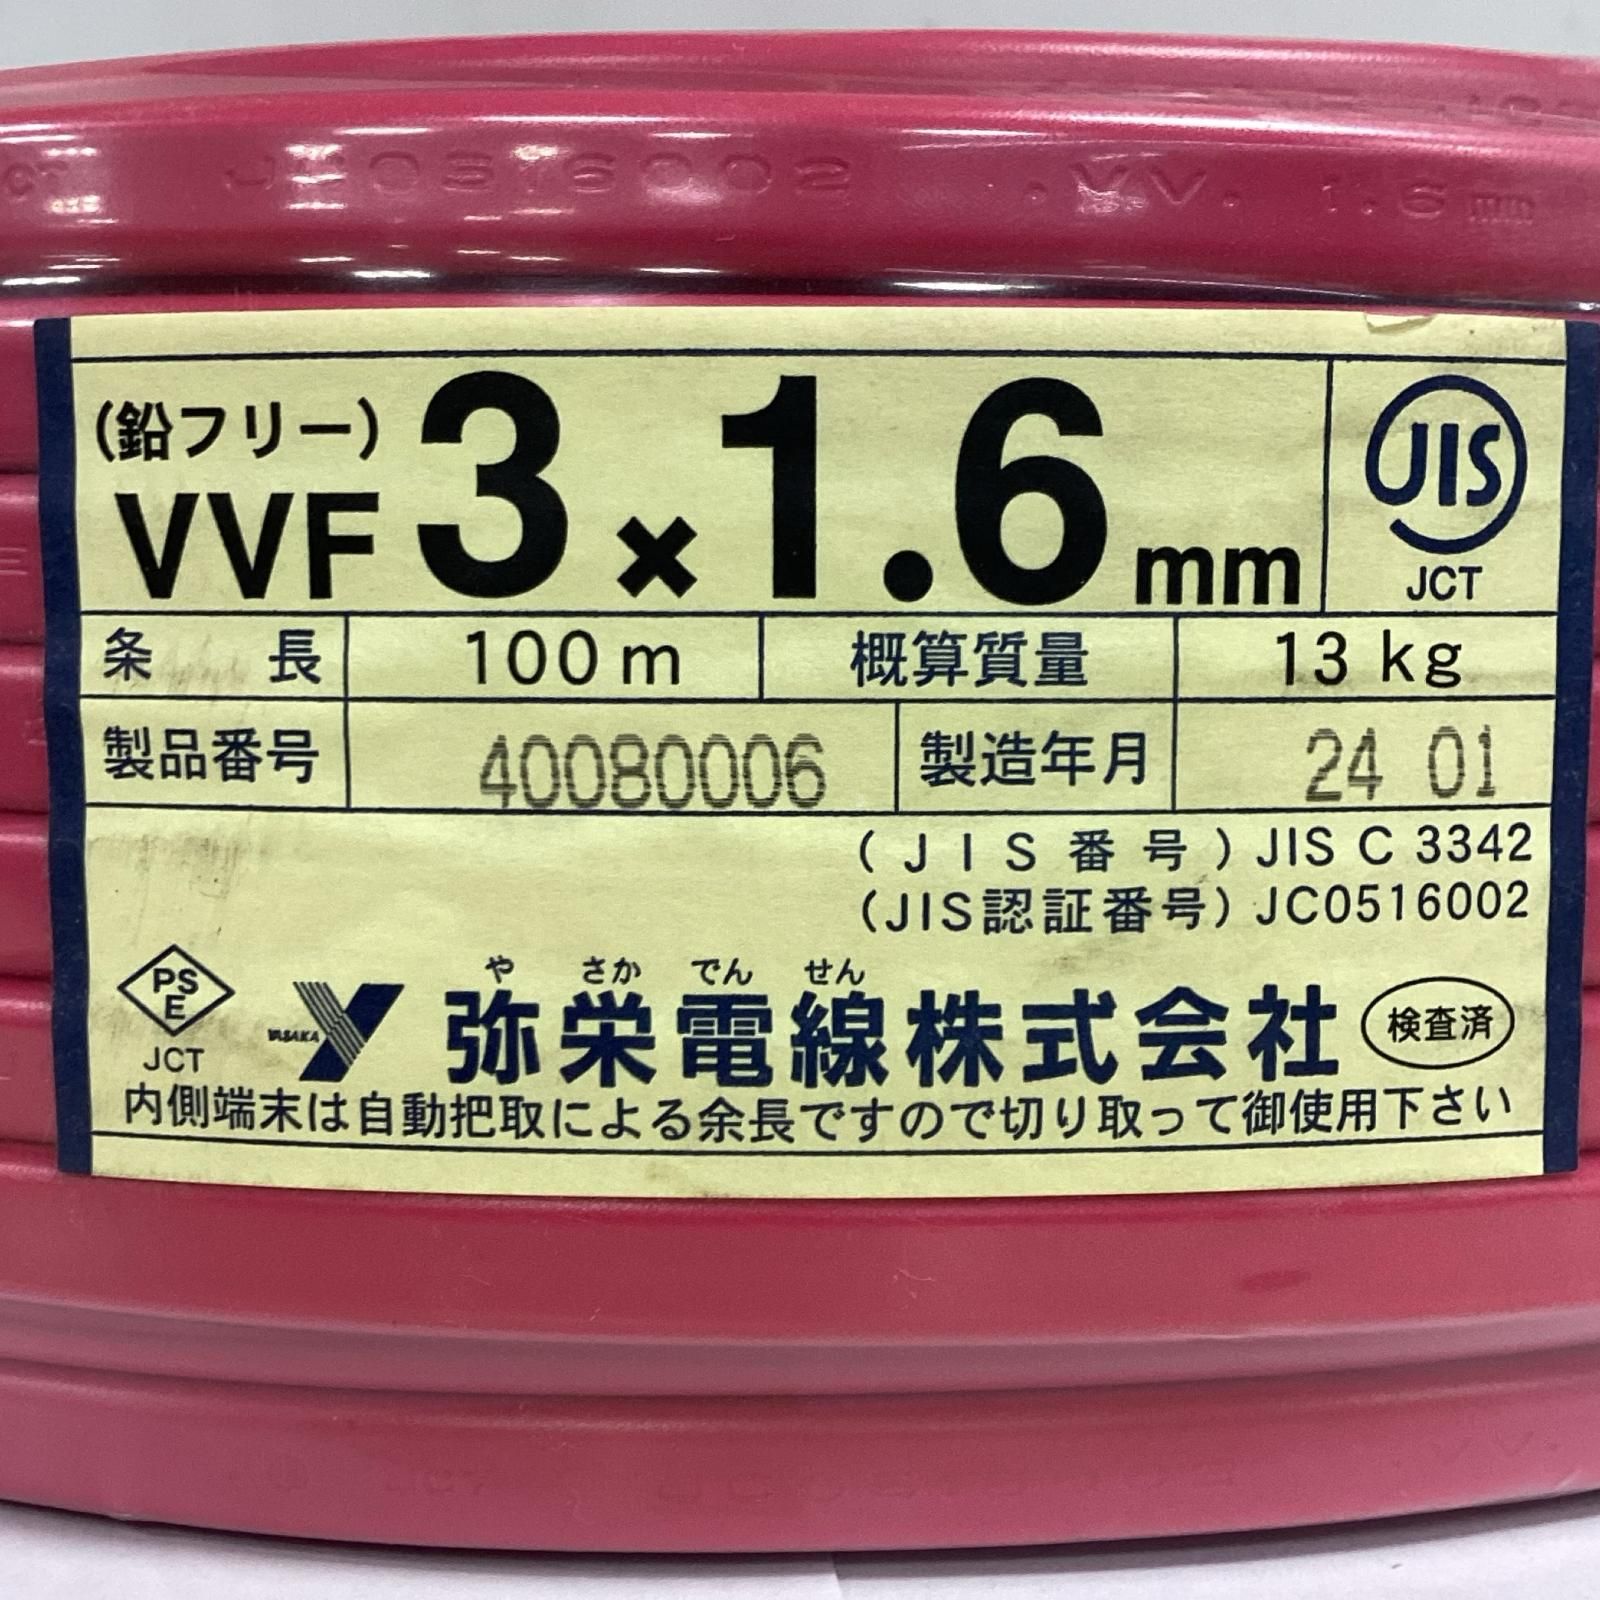 JC0516002 .VV. 1.6mm
(鉛フリー)
VVF 3×1.6mm
JIS
JCT
条長 100m 概算質量 13kg
製品番号 40080006 製造年月 24 01
(JIS番号) JIS C 3342
(JIS認証番号) JC0516002
PS
E
JCT
YASAKA
や さか でん せん
弥栄電線株式会社
検査済
内側端末は自動把取による余長ですので切り取って御使用下さい